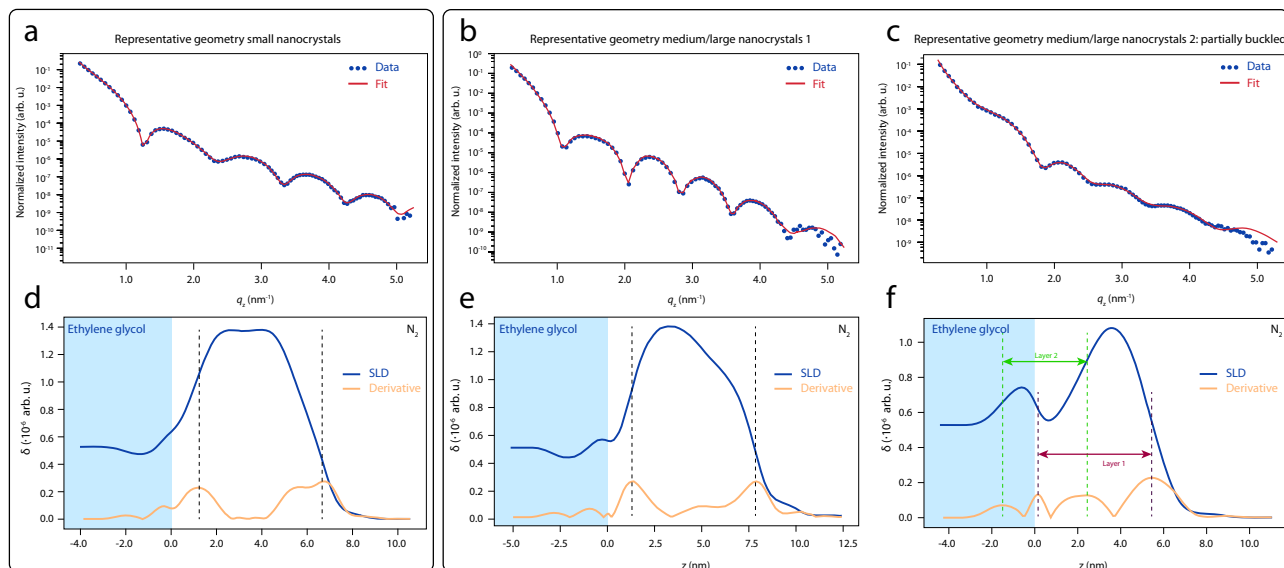 a
Representative geometry small nanocrystals
Normalized intensity (arb. u.)
10⁻¹
10⁻²
10⁻³
10⁻⁴
10⁻⁵
10⁻⁶
10⁻⁷
10⁻⁸
10⁻⁹
10⁻¹⁰
10⁻¹¹
Data
Fit
1.0 2.0 3.0 4.0 5.0
qz (nm⁻¹)
b
Representative geometry medium/large nanocrystals 1
Normalized intensity (arb. u.)
10⁰
10⁻¹
10⁻²
10⁻³
10⁻⁴
10⁻⁵
10⁻⁶
10⁻⁷
10⁻⁸
10⁻⁹
10⁻¹⁰
Data
Fit
1.0 2.0 3.0 4.0 5.0
qz (nm⁻¹)
c
Representative geometry medium/large nanocrystals 2: partially buckled
Normalized intensity (arb. u.)
10⁻¹
10⁻²
10⁻³
10⁻⁴
10⁻⁵
10⁻⁶
10⁻⁷
10⁻⁸
10⁻⁹
Data
Fit
1.0 2.0 3.0 4.0 5.0
qz (nm⁻¹)
d
Ethylene glycol
N₂
SLD
Derivative
δ (·10⁻⁶ arb. u.)
1.4
1.2
1.0
0.8
0.6
0.4
0.2
0.0
-4.0 -2.0 0.0 2.0 4.0 6.0 8.0 10.0
e
Ethylene glycol
N₂
SLD
Derivative
δ (·10⁻⁶ arb. u.)
1.4
1.2
1.0
0.8
0.6
0.4
0.2
0.0
-5.0 -2.5 0.0 2.5 5.0 7.5 10.0 12.5
z (nm)
f
Ethylene glycol
N₂
Layer 2
SLD
Derivative
Layer 1
δ (·10⁻⁶ arb. u.)
1.0
0.8
0.6
0.4
0.2
0.0
-4.0 -2.0 0.0 2.0 4.0 6.0 8.0 10.0
z (nm)